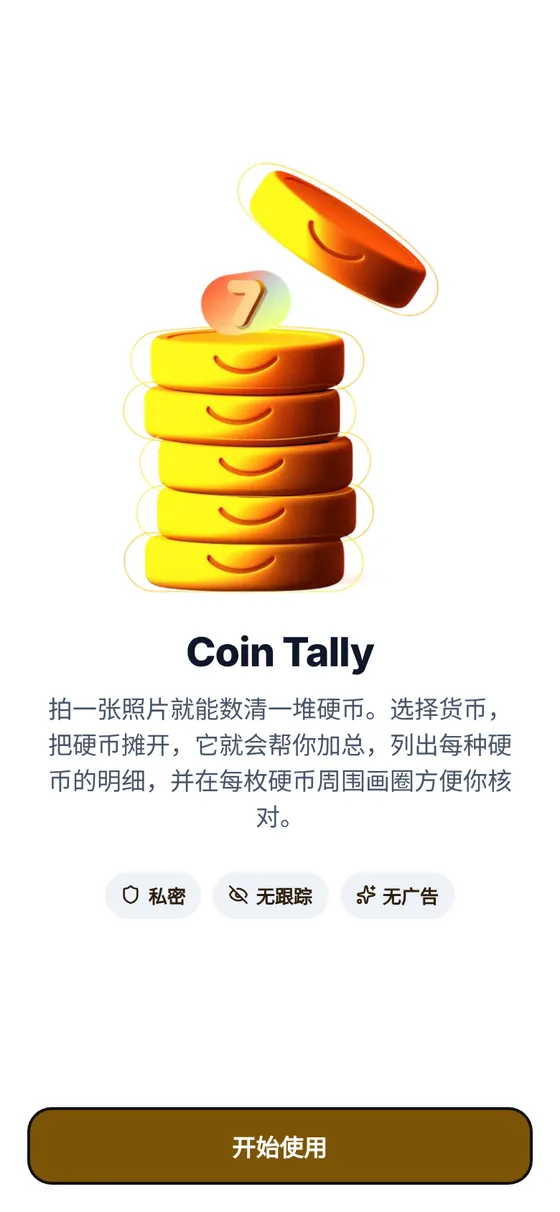 7
Coin Tally
拍一张照片就能数清一堆硬币。选择货币，
把硬币摊开，它就会帮你加总，列出每种硬
币的明细，并在每枚硬币周围画圈方便你核
对。
私密
无跟踪
无广告
开始使用